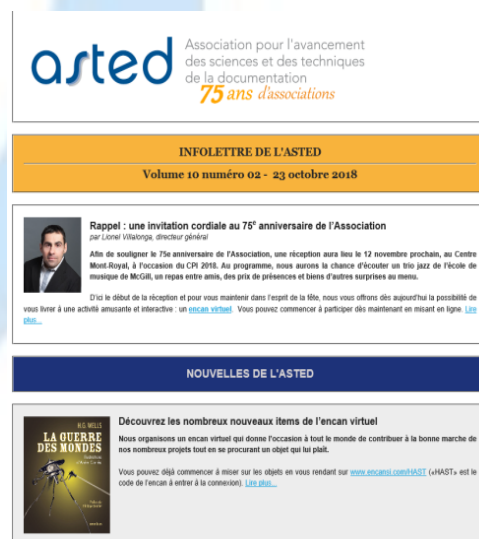 asted Association pour l'avancement
des sciences et des techniques
de la documentation
75 ans d'associations
INFOLETTRE DE L'ASTED
Volume 10 numéro 02 - 23 octobre 2018
Rappel : une invitation cordiale au 75e anniversaire de l'Association
par Lionel Villalonga, directeur général
Afin de souligner le 75e anniversaire de l'Association, une réception aura lieu le 12 novembre prochain, au Centre
Mont-Royal, à l'occasion du CPI 2018. Au programme, nous aurons la chance d'écouter un trio jazz de l'école de
musique de McGill, un repas entre amis, des prix de présences et biens d'autres surprises au menu.
D'ici le début de la réception et pour vous maintenir dans l'esprit de la fête, nous vous offrons dès aujourd'hui la possibilité de
vous livrer à une activité amusante et interactive : un encan virtuel. Vous pouvez commencer à participer dès maintenant en misant en ligne. Lire
plus...
NOUVELLES DE L'ASTED
H.G. WELLS
LA GUERRE
DES MONDES
Découvrez les nombreux nouveaux items de l'encan virtuel
Nous organisons un encan virtuel qui donne l'occasion à tout le monde de contribuer à la bonne marche de
nos nombreux projets tout en se procurant un objet qui lui plaît.
Vous pouvez déjà commencer à miser sur les objets en vous rendant sur www.encansi.com/HAST («HAST» est le
code de l'encan à entrer à la connexion). Lire plus...